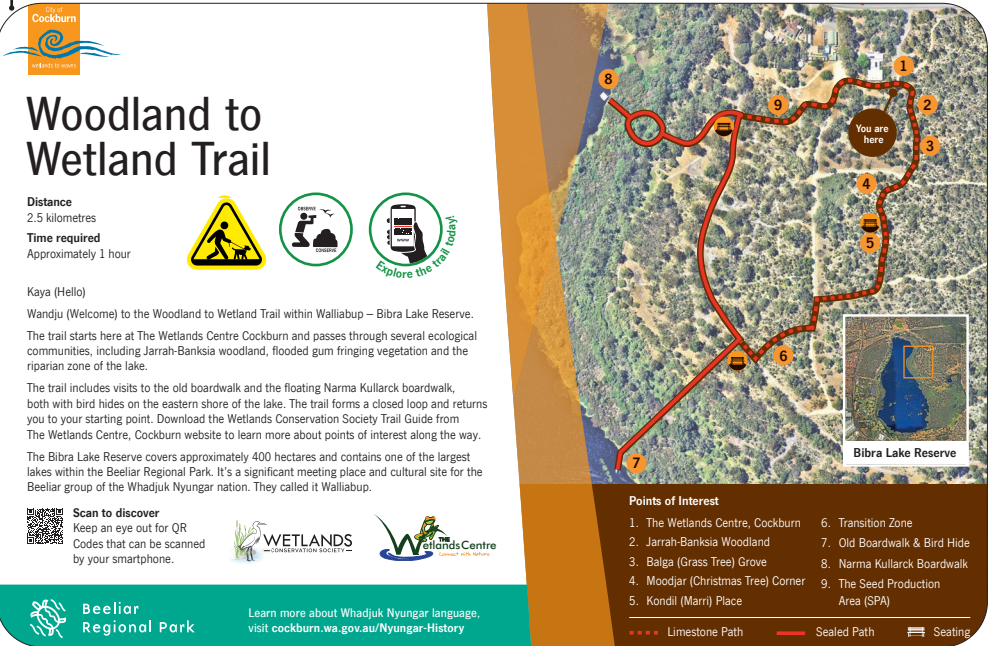 City of
Cockburn
wetlands to waves
Woodland to
Wetland Trail
Distance
2.5 kilometres
Time required
Approximately 1 hour
OBSERVE
CONSERVE
www
Explore the trail today!
Kaya (Hello)
Wandju (Welcome) to the Woodland to Wetland Trail within Walliabup – Bibra Lake Reserve.
The trail starts here at The Wetlands Centre Cockburn and passes through several ecological
communities, including Jarrah-Banksia woodland, flooded gum fringing vegetation and the
riparian zone of the lake.
The trail includes visits to the old boardwalk and the floating Narma Kullarck boardwalk,
both with bird hides on the eastern shore of the lake. The trail forms a closed loop and returns
you to your starting point. Download the Wetlands Conservation Society Trail Guide from
The Wetlands Centre, Cockburn website to learn more about points of interest along the way.
The Bibra Lake Reserve covers approximately 400 hectares and contains one of the largest
lakes within the Beeliar Regional Park. It's a significant meeting place and cultural site for the
Beeliar group of the Whadjuk Nyungar nation. They called it Walliabup.
Scan to discover
Keep an eye out for QR
Codes that can be scanned
by your smartphone.
WETLANDS
CONSERVATION SOCIETY
THE
Wetlands Centre
Connect with Nature
Beeliar
Regional Park
Learn more about Whadjuk Nyungar language,
visit cockburn.wa.gov.au/Nyungar-History
8
1
9
2
You are
here
3
4
5
6
7
Bibra Lake Reserve
Points of Interest
1. The Wetlands Centre, Cockburn
2. Jarrah-Banksia Woodland
3. Balga (Grass Tree) Grove
4. Moodjar (Christmas Tree) Corner
5. Kondil (Marri) Place
6. Transition Zone
7. Old Boardwalk & Bird Hide
8. Narma Kullarck Boardwalk
9. The Seed Production
Area (SPA)
Limestone Path
Sealed Path
Seating